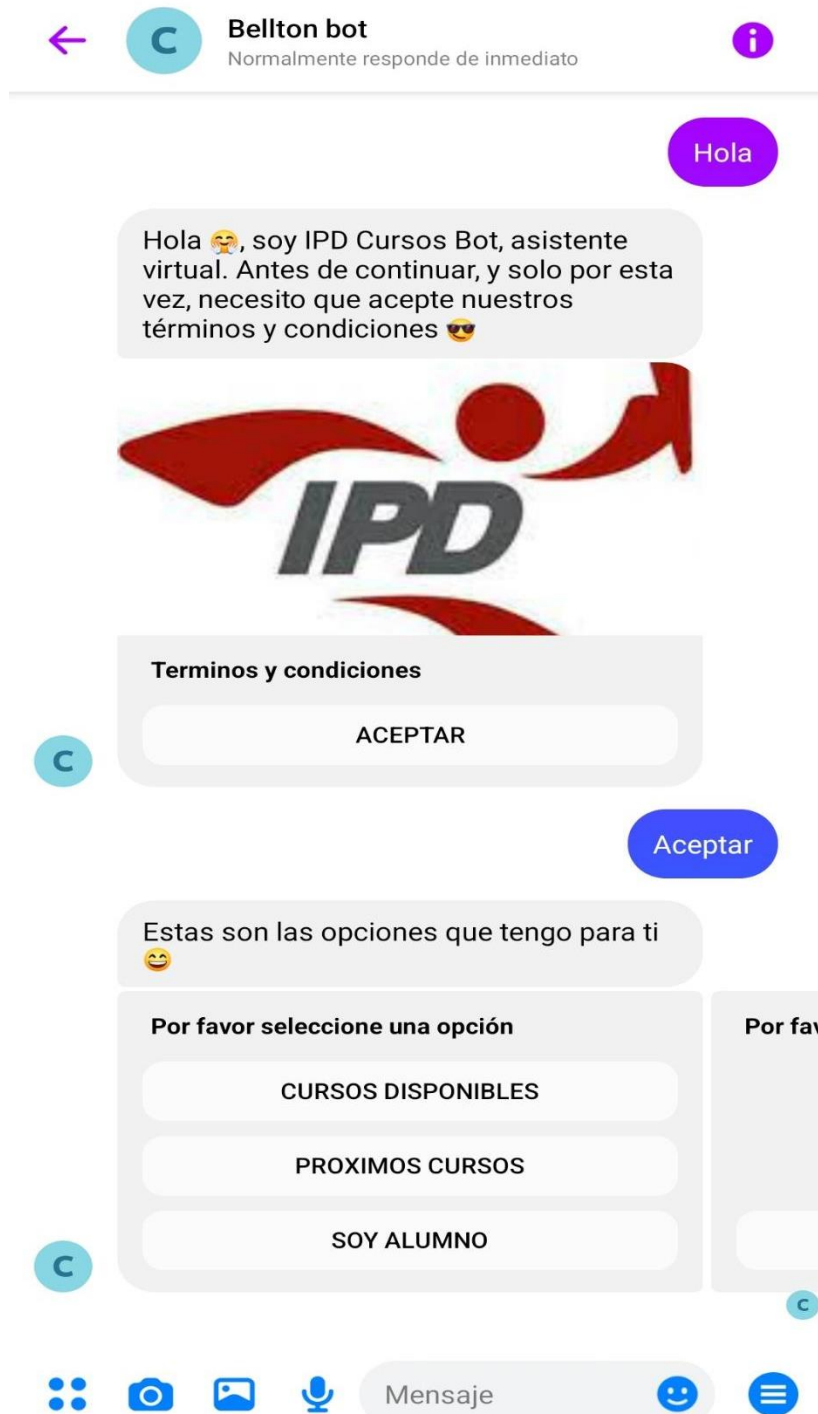 C
Bellton bot
Normalmente responde de inmediato
Hola
Hola 🤗, soy IPD Cursos Bot, asistente
virtual. Antes de continuar, y solo por esta
vez, necesito que acepte nuestros
términos y condiciones 😎
IPD
Terminos y condiciones
ACEPTAR
C
Aceptar
Estas son las opciones que tengo para ti
😄
Por favor seleccione una opción
Por fav
CURSOS DISPONIBLES
PROXIMOS CURSOS
SOY ALUMNO
C
C
Mensaje